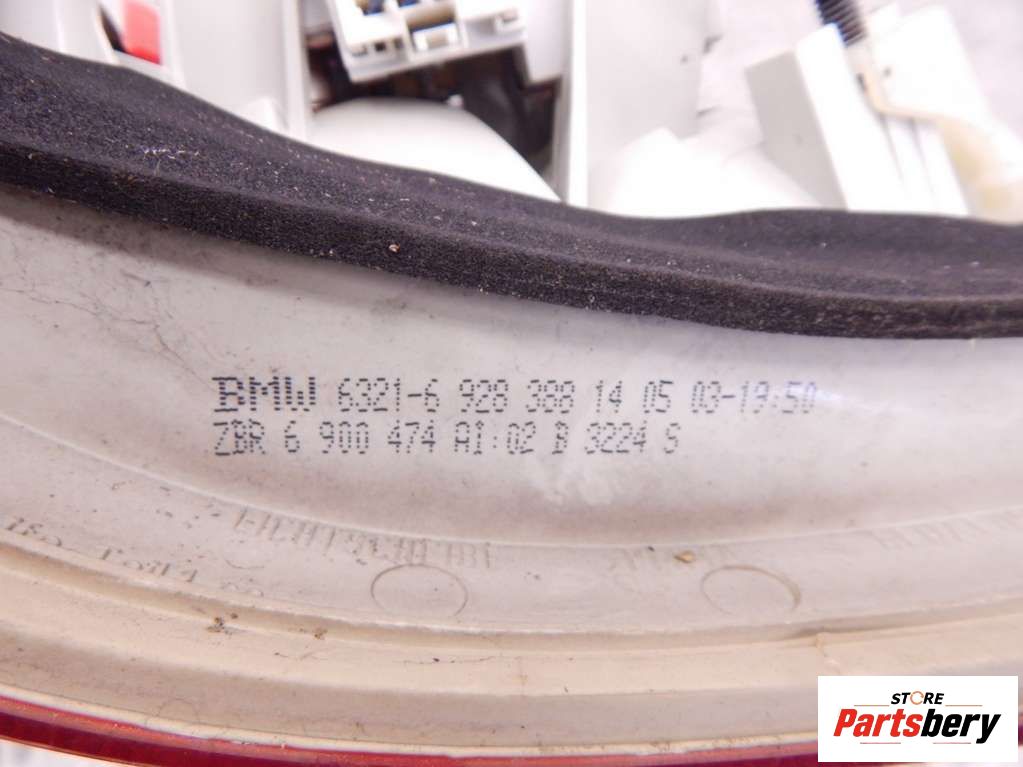 BMW 6321-6 928 388 14 05 03-19:50
ZBR 6 900 474 A1:02 B 3224 S
STORE
Partsbery